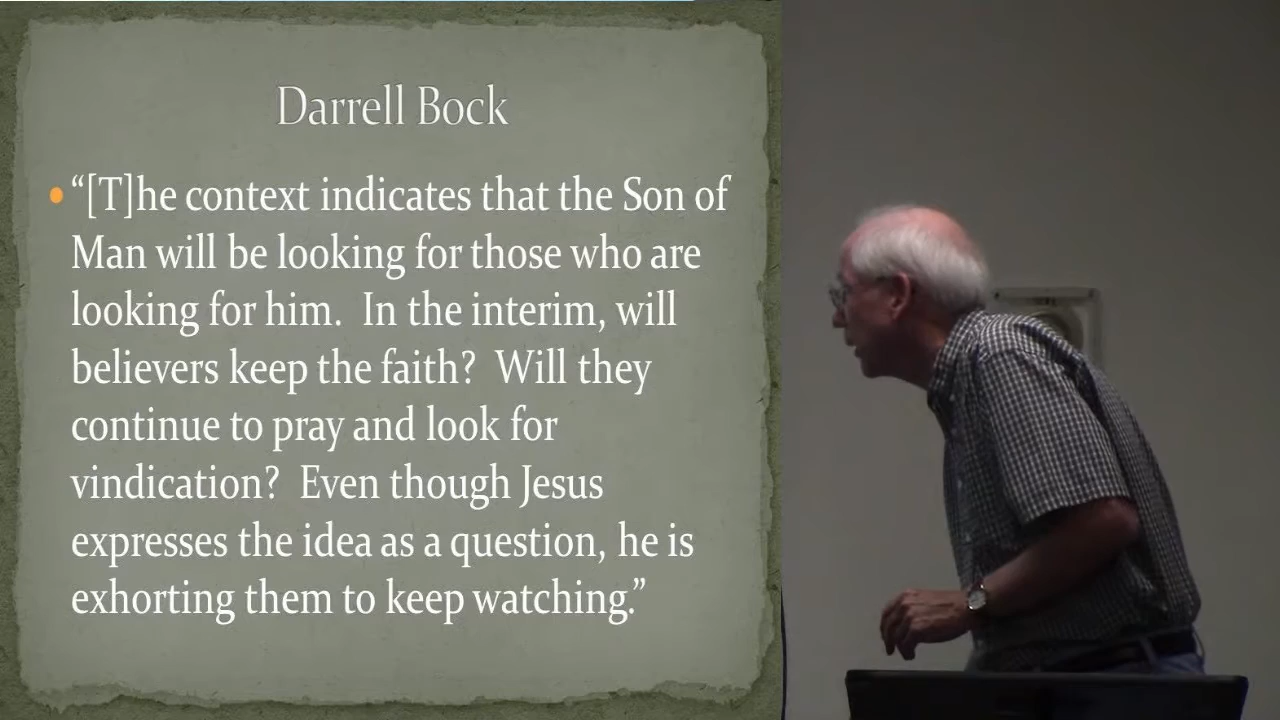 Darrell Bock
“[T]he context indicates that the Son of
Man will be looking for those who are
looking for him.  In the interim, will
believers keep the faith?  Will they
continue to pray and look for
vindication?  Even though Jesus
expresses the idea as a question, he is
exhorting them to keep watching.”